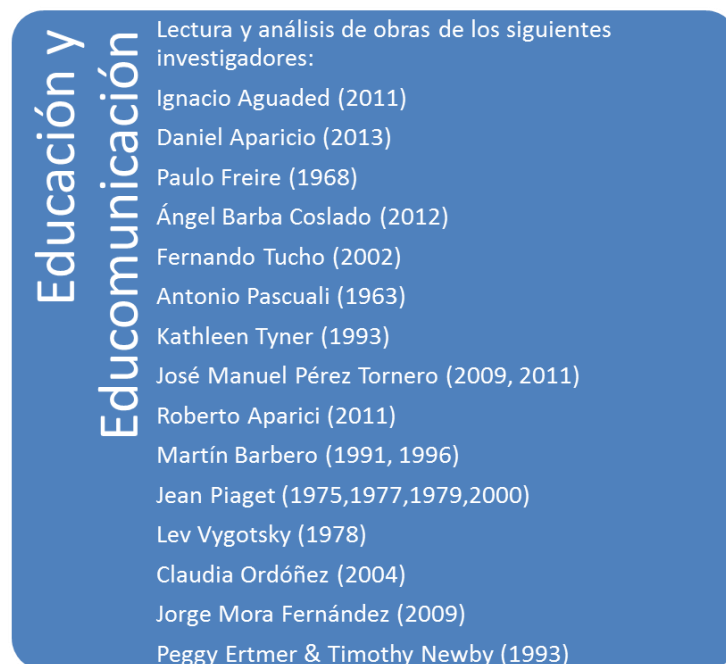 Educación y
Educomunicación
Lectura y análisis de obras de los siguientes
investigadores:
Ignacio Aguaded (2011)
Daniel Aparicio (2013)
Paulo Freire (1968)
Ángel Barba Coslado (2012)
Fernando Tucho (2002)
Antonio Pascuali (1963)
Kathleen Tyner (1993)
José Manuel Pérez Tornero (2009, 2011)
Roberto Aparici (2011)
Martín Barbero (1991, 1996)
Jean Piaget (1975,1977,1979,2000)
Lev Vygotsky (1978)
Claudia Ordóñez (2004)
Jorge Mora Fernández (2009)
Peggy Ertmer & Timothy Newby (1993)